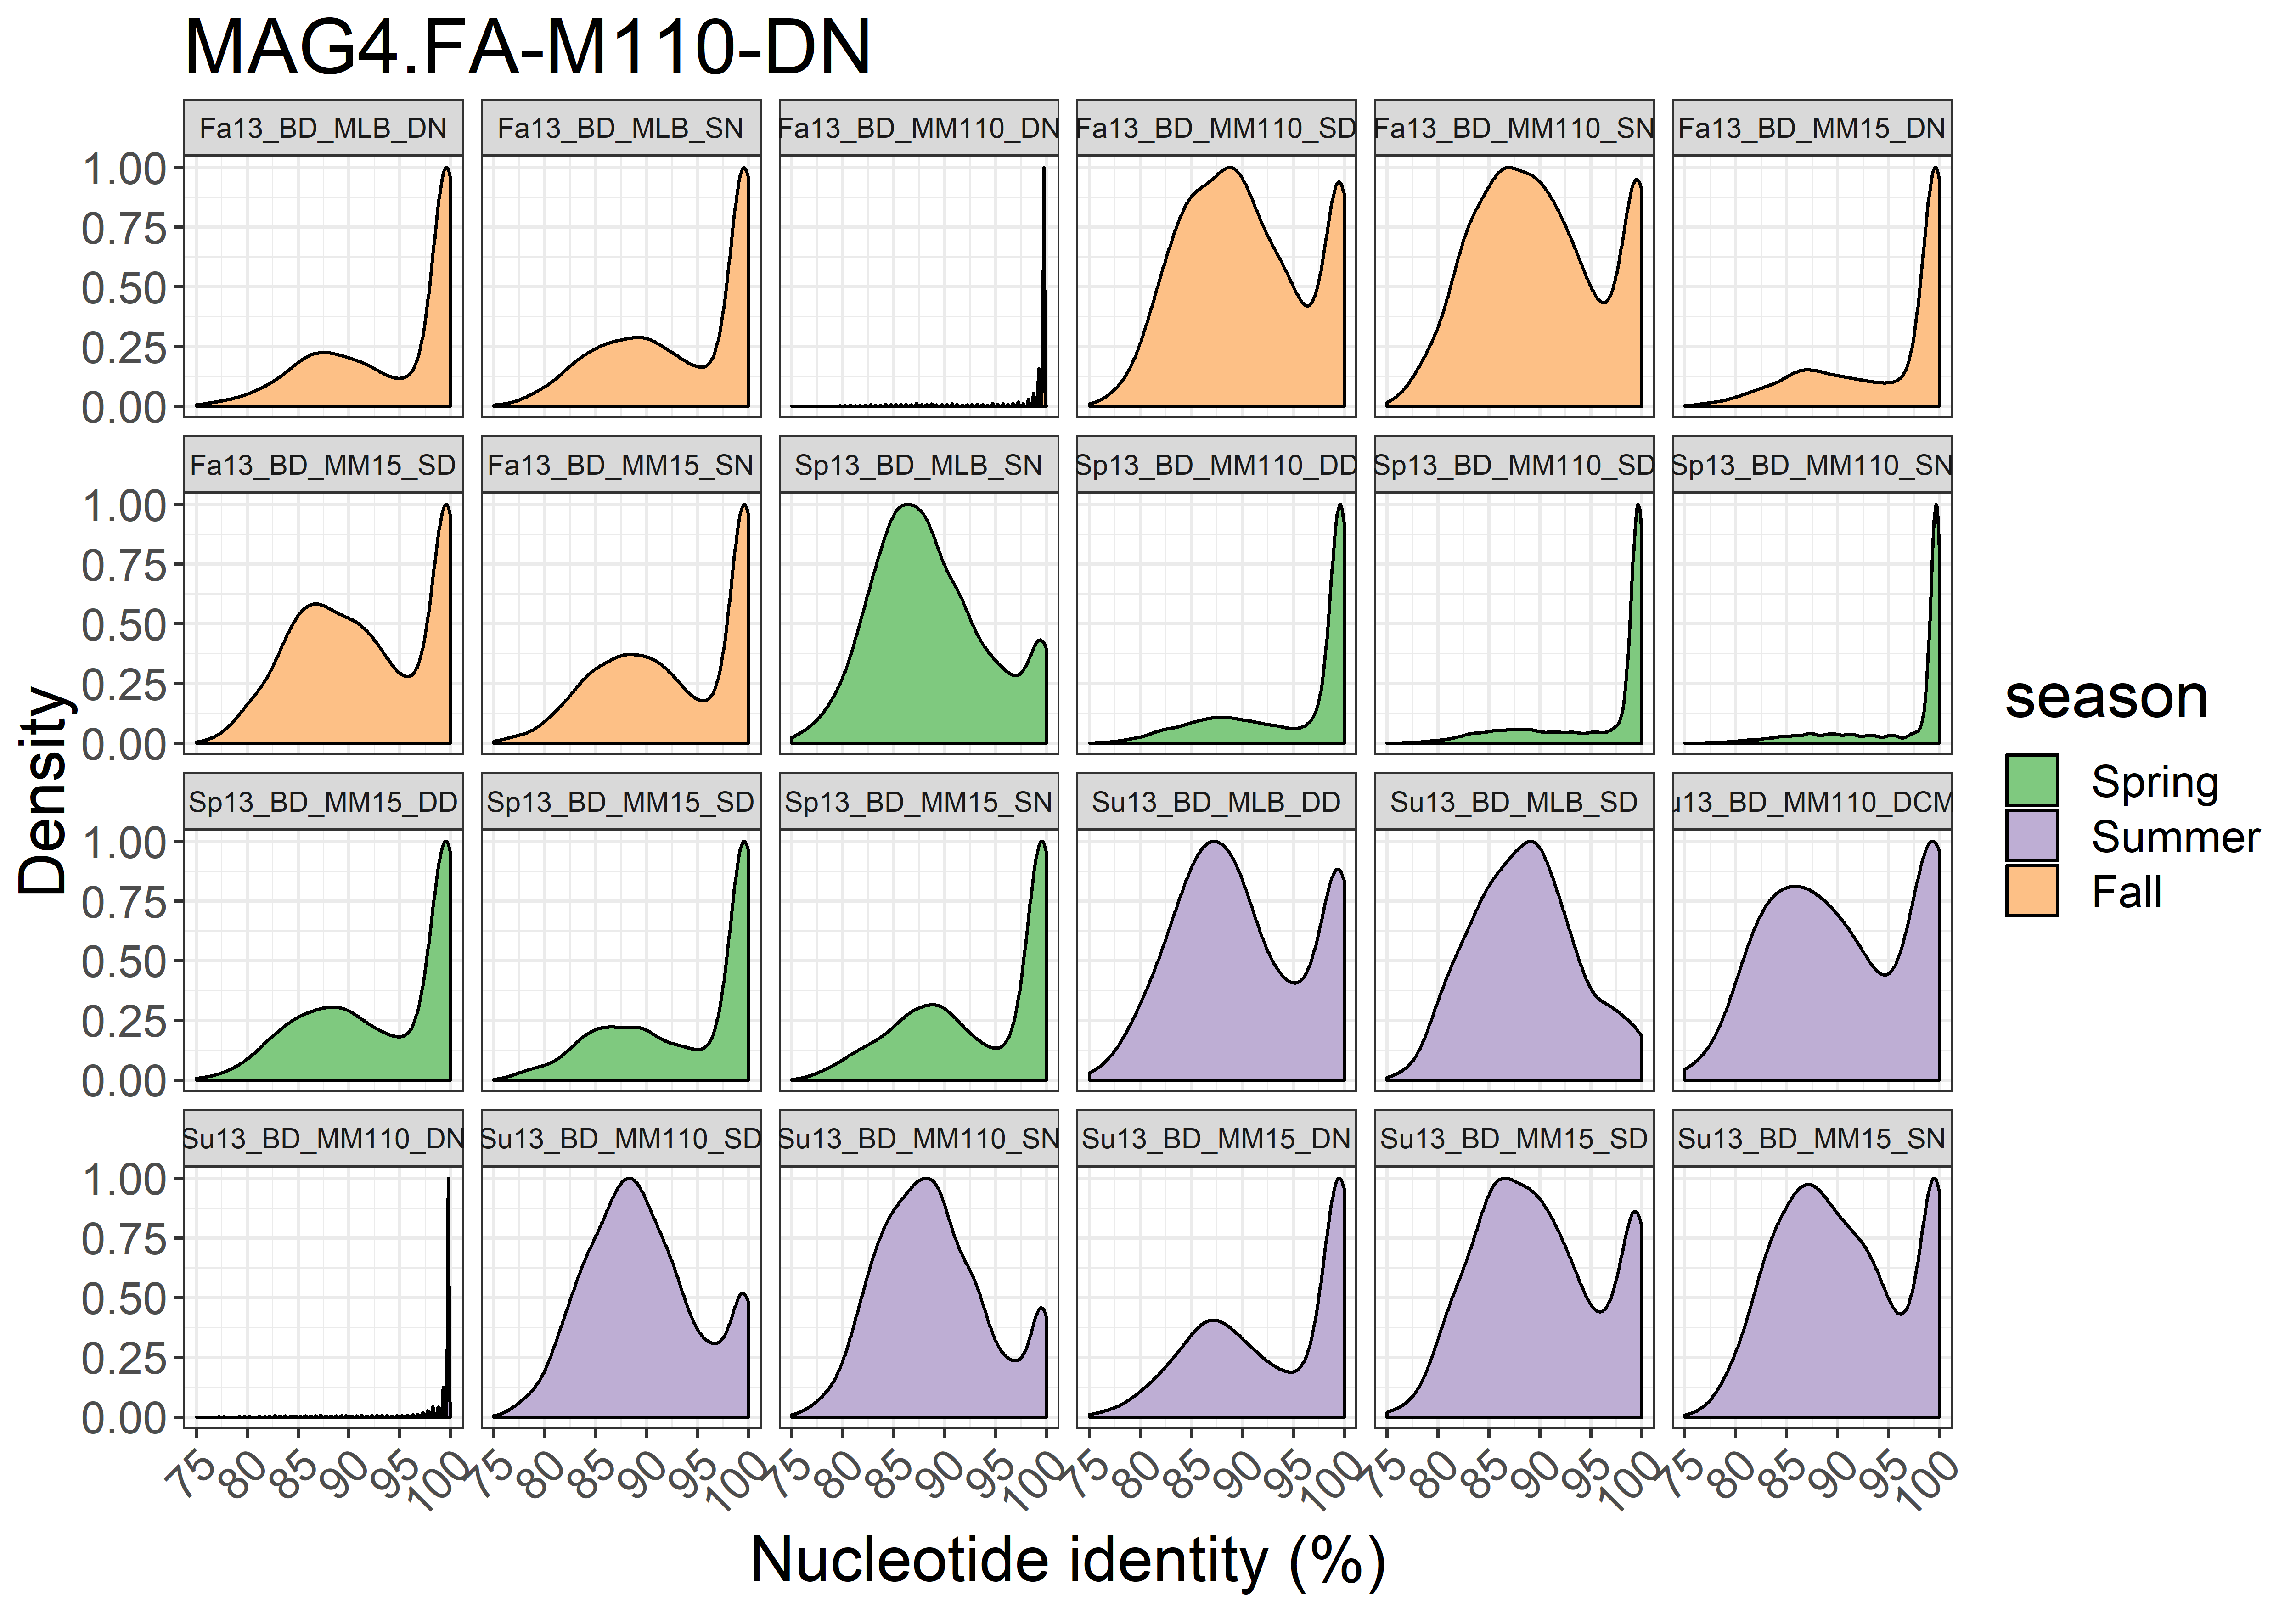 MAG4.FA-M110-DN
Fa13_BD_MLB_DN Fa13_BD_MLB_SN Fa13_BD_MM110_DN Fa13_BD_MM110_SD Fa13_BD_MM110_SN Fa13_BD_MM15_DN
1.00
0.75
0.50
0.25
0.00
Fa13_BD_MM15_SD Fa13_BD_MM15_SN Sp13_BD_MLB_SN Sp13_BD_MM110_DD Sp13_BD_MM110_SD Sp13_BD_MM110_SN
1.00
0.75
0.50
0.25
0.00
Sp13_BD_MM15_DD Sp13_BD_MM15_SD Sp13_BD_MM15_SN Su13_BD_MLB_DD Su13_BD_MLB_SD u13_BD_MM110_DCM
1.00
0.75
0.50
0.25
0.00
Su13_BD_MM110_DN Su13_BD_MM110_SD Su13_BD_MM110_SN Su13_BD_MM15_DN Su13_BD_MM15_SD Su13_BD_MM15_SN
1.00
0.75
0.50
0.25
0.00
75 80 85 90 95 100 75 80 85 90 95 100 75 80 85 90 95 100 75 80 85 90 95 100 75 80 85 90 95 100 75 80 85 90 95 100
Nucleotide identity (%)
Density
season
Spring
Summer
Fall